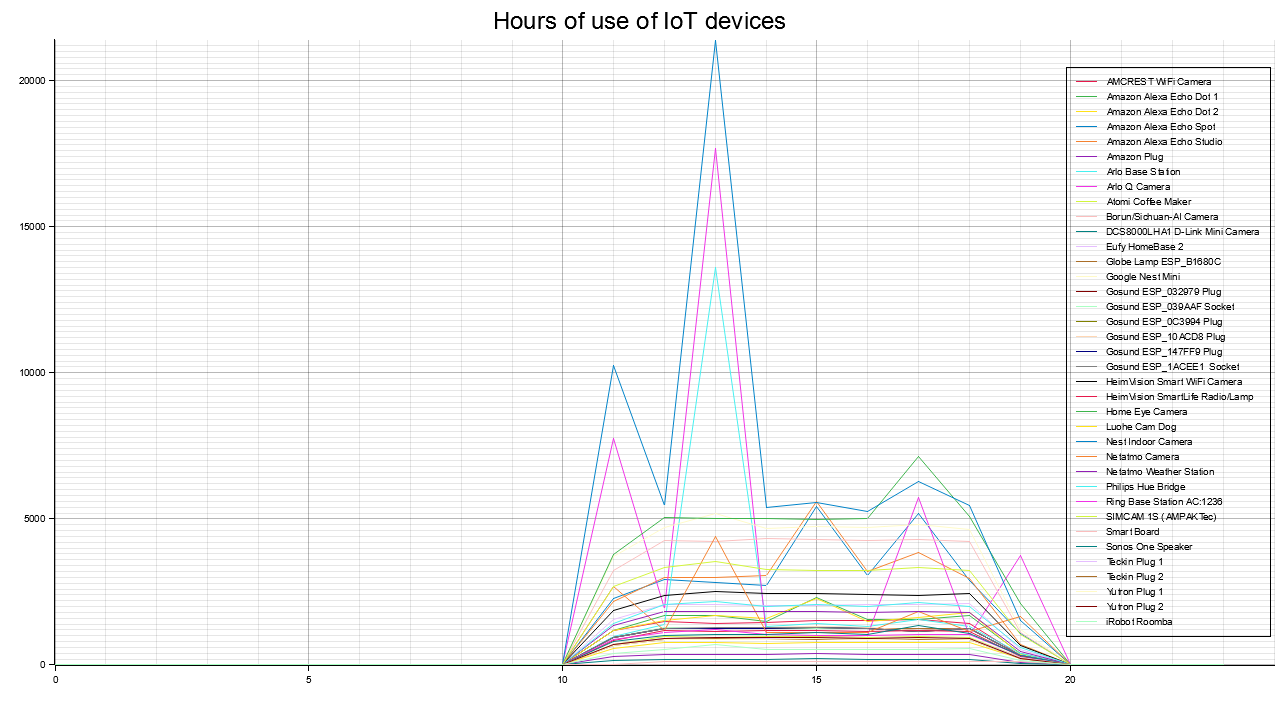 Hours of use of IoT devices
20000
15000
10000
5000
0
0
5
10
15
20
AMCREST WiFi Camera
Amazon Alexa Echo Dot 1
Amazon Alexa Echo Dot 2
Amazon Alexa Echo Spot
Amazon Alexa Echo Studio
Amazon Plug
Arlo Base Station
Arlo Q Camera
Atomi Coffee Maker
Borun/Sichuan-AI Camera
DCS8000LHA1 D-Link Mini Camera
Eufy HomeBase 2
Globe Lamp ESP_B1680C
Google Nest Mini
Gosund ESP_032979 Plug
Gosund ESP_039AAF Socket
Gosund ESP_0C3994 Plug
Gosund ESP_10ACD8 Plug
Gosund ESP_147FF9 Plug
Gosund ESP_1ACEE1 Socket
HeimVision Smart WiFi Camera
HeimVision SmartLife Radio/Lamp
Home Eye Camera
Luohe Cam Dog
Nest Indoor Camera
Netatmo Camera
Netatmo Weather Station
Philips Hue Bridge
Ring Base Station AC:1236
SIMCAM 1S (AMPAKTec)
SmartBoard
Sonos One Speaker
Teckin Plug 1
Teckin Plug 2
Yutron Plug 1
Yutron Plug 2
iRobot Roomba